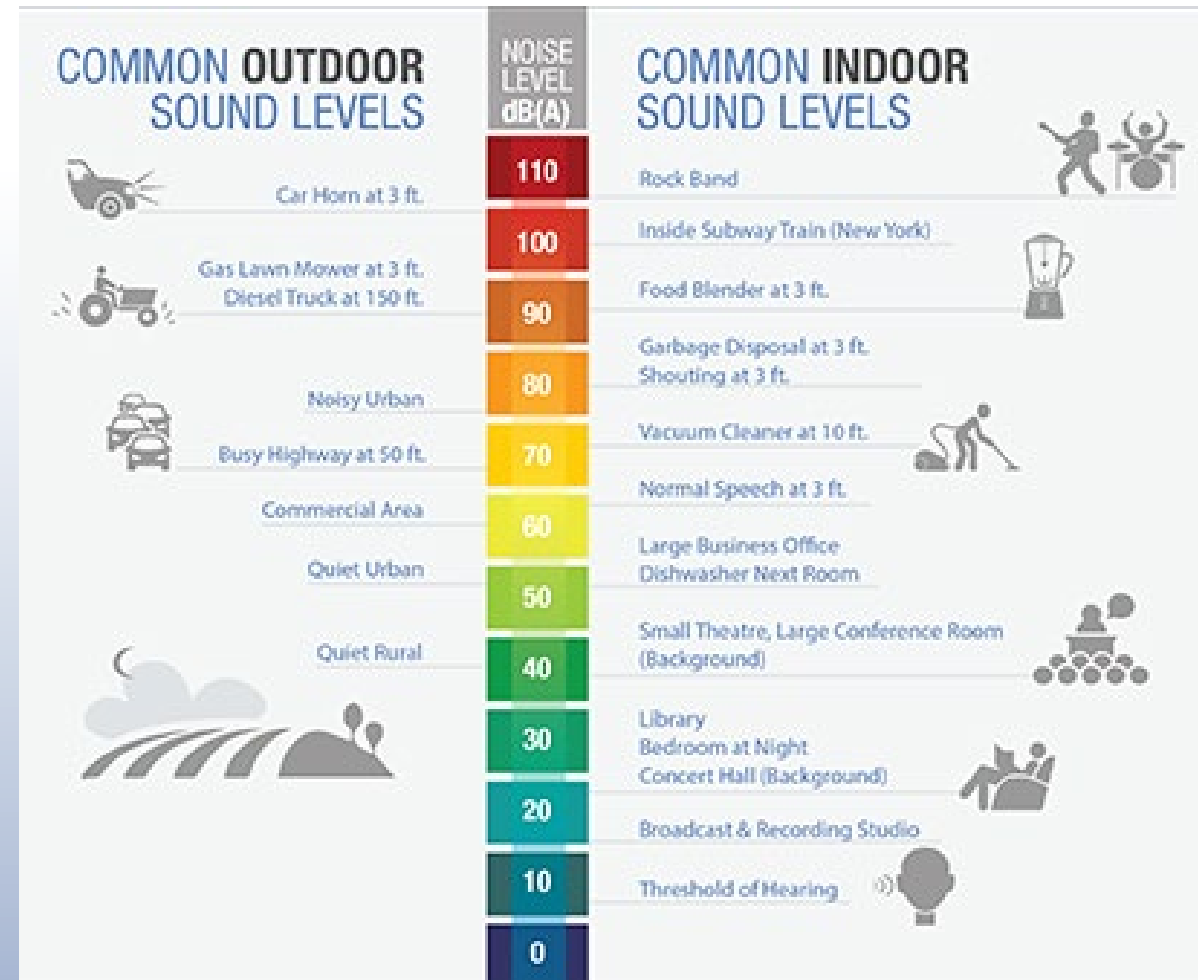 COMMON OUTDOOR
SOUND LEVELS
NOISE
LEVEL
dB(A)
COMMON INDOOR
SOUND LEVELS
110
Rock Band
Car Horn at 3 ft.
100
Inside Subway Train (New York)
Gas Lawn Mower at 3 ft.
Diesel Truck at 150 ft.
90
Food Blender at 3 ft.
Garbage Disposal at 3 ft.
Shouting at 3 ft.
80
Noisy Urban
Vacuum Cleaner at 10 ft.
Busy Highway at 50 ft.
70
Normal Speech at 3 ft.
Commercial Area
60
Large Business Office
Dishwasher Next Room
Quiet Urban
50
Small Theatre, Large Conference Room
(Background)
Quiet Rural
40
Library
Bedroom at Night
Concert Hall (Background)
30
20
Broadcast & Recording Studio
10
Threshold of Hearing
0